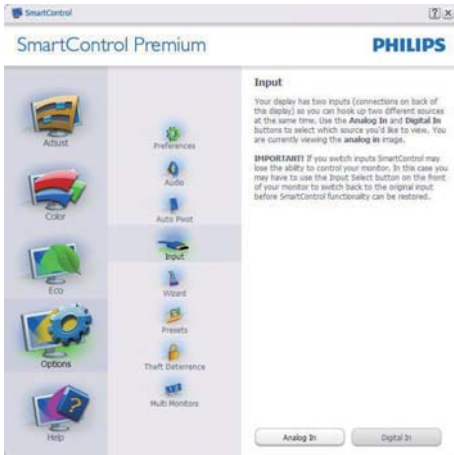 SmartControl
SmartControl Premium
PHILIPS
Adjust
Color
Eco
Options
Help
Preferences
Audio
Auto Pivot
Input
Wizard
Presets
Theft Deterrence
Multi Monitors
Input
Your display has two inputs (connections on back of
this display) so you can hook up two different sources
at the same time. Use the Analog In and Digital In
buttons to select which source you'd like to view. You
are currently viewing the analog in image.
IMPORTANT! If you switch inputs SmartControl may
lose the ability to control your monitor. In this case you
may have to use the Input Select button on the front
of your monitor to switch back to the original input
before SmartControl functionality can be restored.
Analog In
Digital In